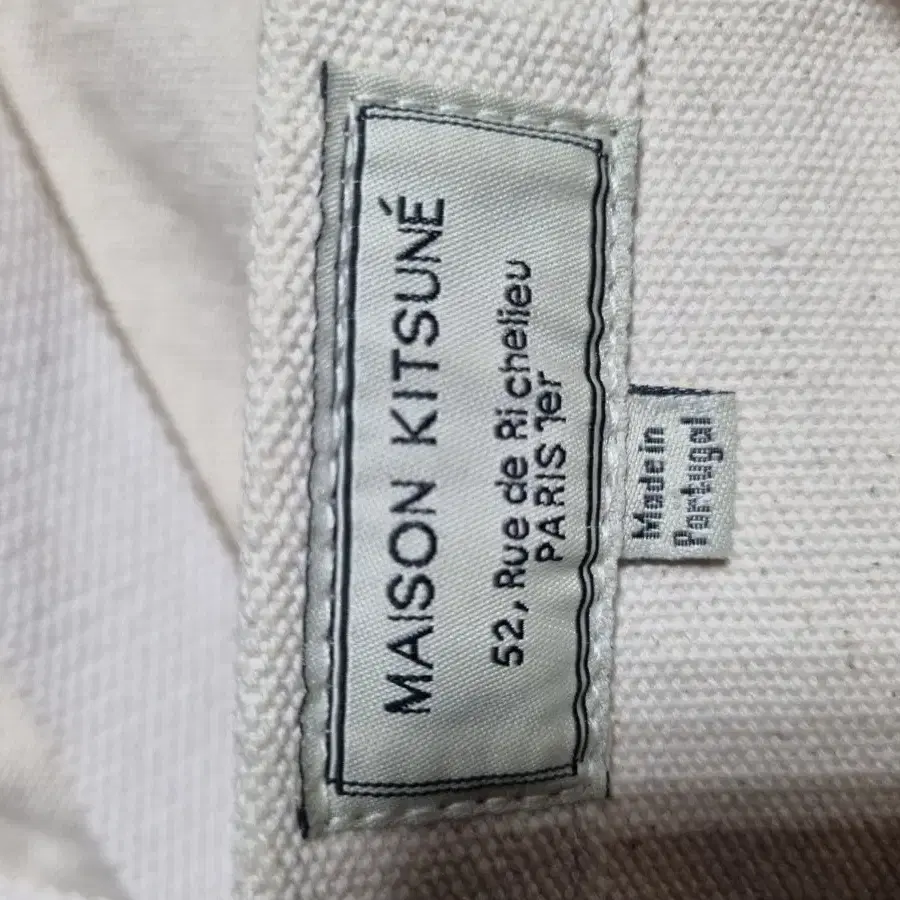 MAISON KITSUNÉ
52, Rue de Richelieu
PARIS 1er
Made in
Portugal